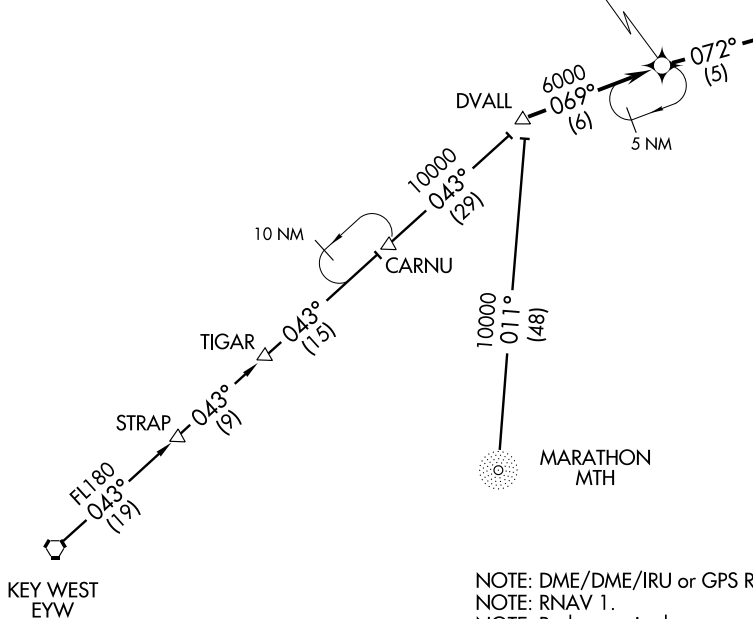 072°
(5)
6000
069°
(6)
DVALL
5 NM
10000
043°
(29)
10 NM
CARNU
10000
011°
(48)
043°
(15)
TIGAR
043°
(9)
STRAP
FL180
043°
(19)
MARATHON
MTH
KEY WEST
EYW
NOTE: DME/DME/IRU or GPS R
NOTE: RNAV 1.